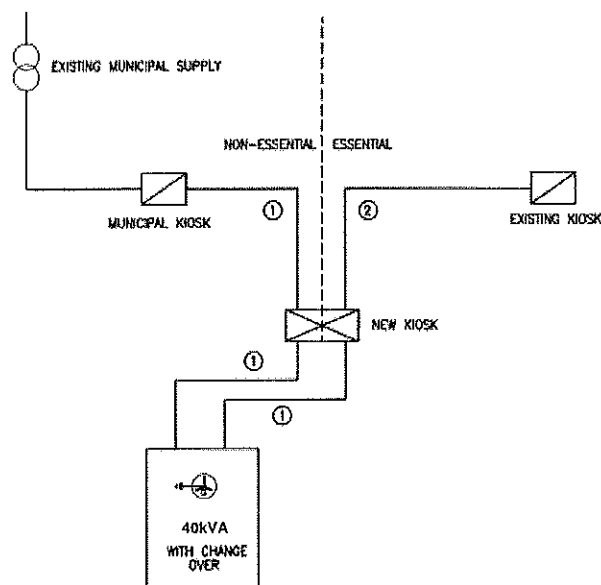 EXISTING MUNICIPAL SUPPLY
NON-ESSENTIAL
ESSENTIAL
1
2
MUNICIPAL KIOSK
EXISTING KIOSK
NEW KIOSK
1
1
40kVA
WITH CHANGE
OVER